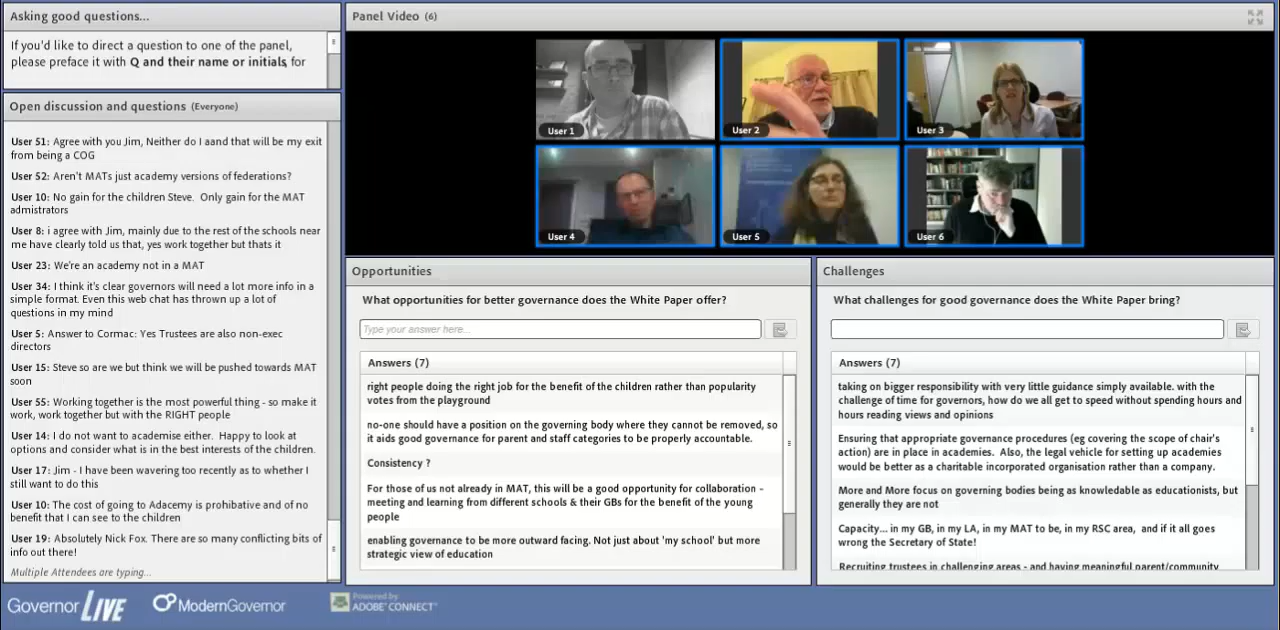 Asking good questions...
If you'd like to direct a question to one of the panel,
please preface it with Q and their name or initials, for
Open discussion and questions (Everyone)
User 51: Agree with you Jim, Neither do I aand that will be my exit
from being a COG
User 52: Aren't MATs just academy versions of federations?
User 10: No gain for the children Steve.  Only gain for the MAT
admistrators
User 8: i agree with Jim, mainly due to the rest of the schools near
me have clearly told us that, yes work together but thats it
User 23: We're an academy not in a MAT
User 34: I think it's clear governors will need a lot more info in a
simple format. Even this web chat has thrown up a lot of
questions in my mind
User 5: Answer to Cormac: Yes Trustees are also non-exec
directors
User 15: Steve so are we but think we will be pushed towards MAT
soon
User 55: Working together is the most powerful thing - so make it
work, work together but with the RIGHT people
User 14: I do not want to academise either.  Happy to look at
options and consider what is in the best interests of the children.
User 17: Jim - I have been wavering too recently as to whether I
still want to do this
User 10: The cost of going to Adacemy is prohibative and of no
benefit that I can see to the children
User 19: Absolutely Nick Fox. There are so many conflicting bits of
info out there!
Multiple Attendees are typing...
Panel Video (6)
User 1
User 2
User 3
User 4
User 5
User 6
Opportunities
What opportunities for better governance does the White Paper offer?
Type your answer here...
Answers (7)
right people doing the right job for the benefit of the children rather than popularity
votes from the playground
no-one should have a position on the governing body where they cannot be removed, so
it aids good governance for parent and staff categories to be properly accountable.
Consistency ?
For those of us not already in MAT, this will be a good opportunity for collaboration -
meeting and learning from different schools & their GBs for the benefit of the young
people
enabling governance to be more outward facing. Not just about 'my school' but more
strategic view of education
Challenges
What challenges for good governance does the White Paper bring?
Answers (7)
taking on bigger responsibility with very little guidance simply available. with the
challenge of time for governors, how do we all get to speed without spending hours and
hours reading views and opinions
Ensuring that appropriate governance procedures (eg covering the scope of chair's
action) are in place in academies.  Also, the legal vehicle for setting up academies
would be better as a charitable incorporated organisation rather than a company.
More and More focus on governing bodies being as knowledable as educationists, but
generally they are not
Capacity... in my GB, in my LA, in my MAT to be, in my RSC area,  and if it all goes
wrong the Secretary of State!
Recruiting trustees in challenging areas - and having meaningful parent/community
Governor LIVE
ModernGovernor
Powered by
ADOBE® CONNECT™